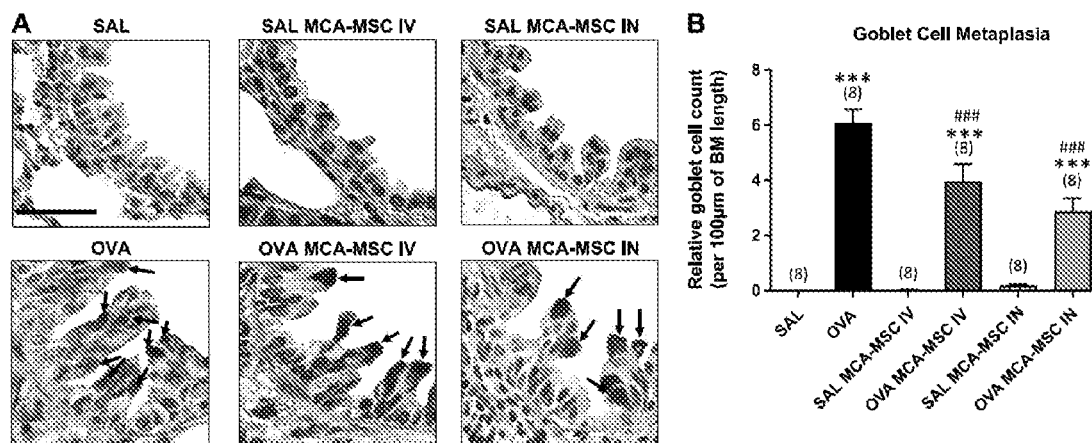 A
SAL
SAL MCA-MSC IV
SAL MCA-MSC IN
OVA
OVA MCA-MSC IV
OVA MCA-MSC IN
B
Goblet Cell Metaplasia
Relative goblet cell count
(per 100µm of BM length)
8
6
4
2
0
(8)
***
(8)
(8)
###
***
(8)
(8)
###
***
(8)
SAL
OVA
SAL MCA-MSC IV
OVA MCA-MSC IV
SAL MCA-MSC IN
OVA MCA-MSC IN